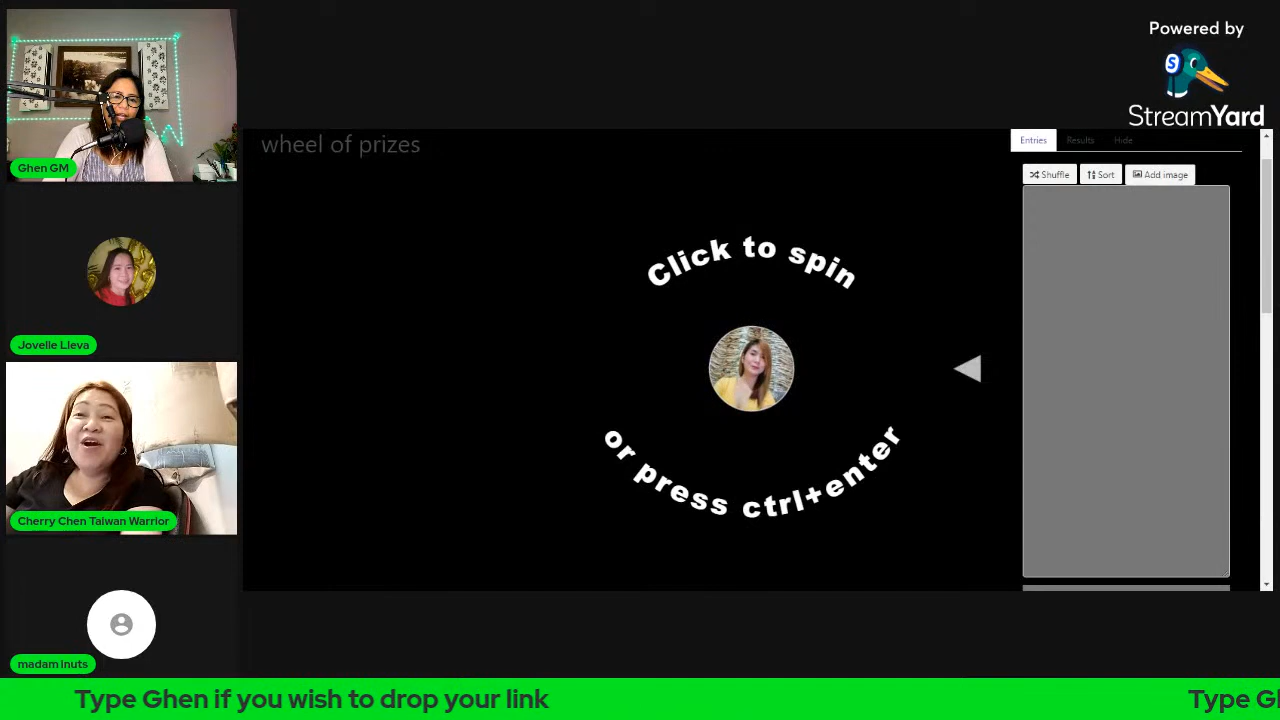 Powered by
S
StreamYard
Ghen GM
Jovelle Lleva
Cherry Chen Taiwan Warrior
madam inuts
wheel of prizes
Click to spin
or press ctrl+enter
Entries
Results
Hide
Shuffle
Sort
Add image
Type Ghen if you wish to drop your link
Type Gh